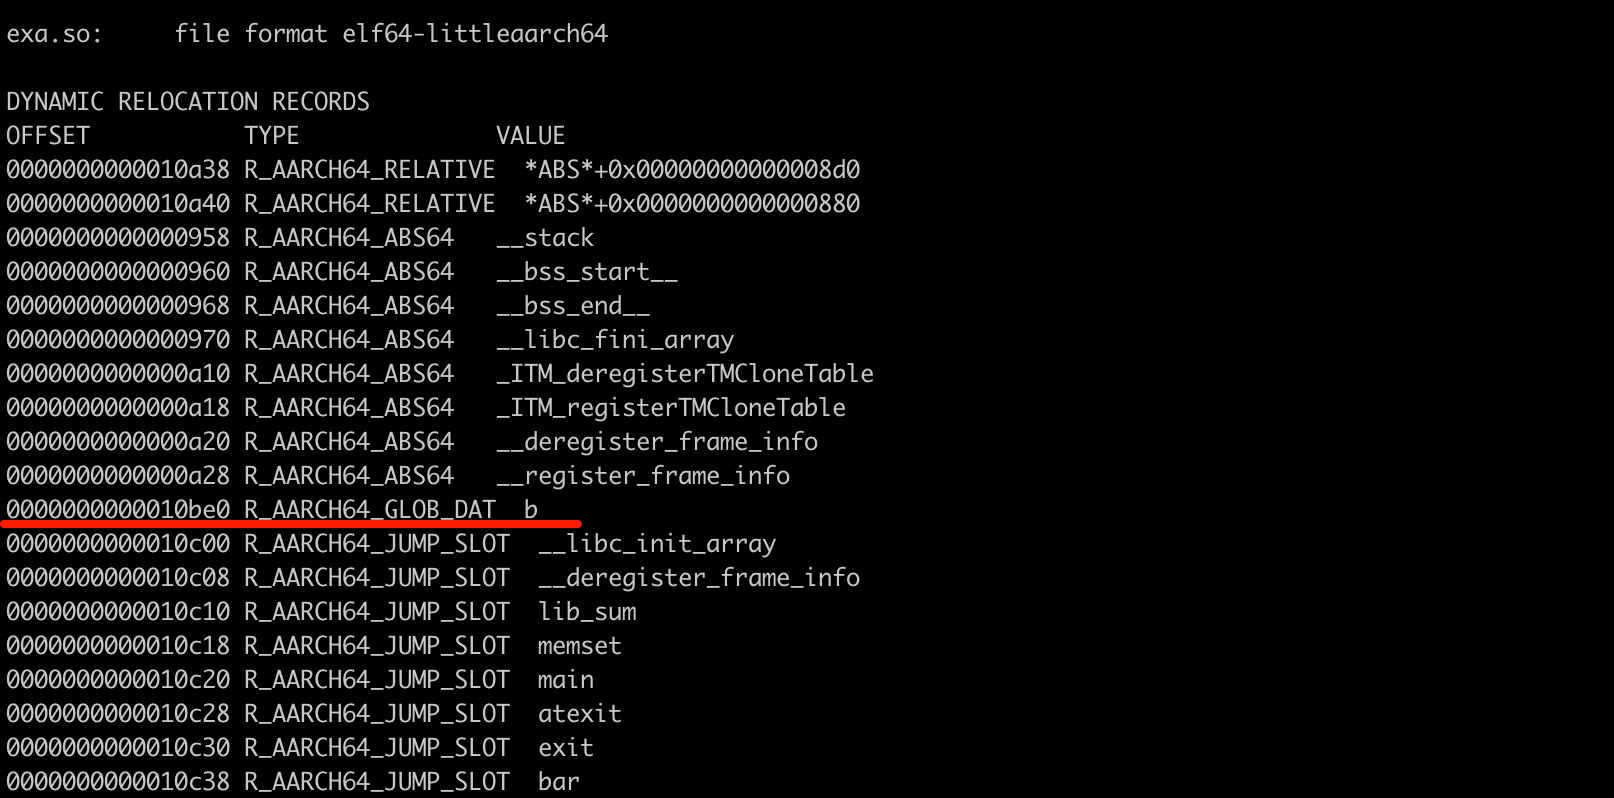 exa.so:     file format elf64-littleaarch64
DYNAMIC RELOCATION RECORDS
OFFSET           TYPE              VALUE
0000000000010a38 R_AARCH64_RELATIVE  *ABS*+0x00000000000008d0
0000000000010a40 R_AARCH64_RELATIVE  *ABS*+0x0000000000000880
0000000000000958 R_AARCH64_ABS64   __stack
0000000000000960 R_AARCH64_ABS64   __bss_start__
0000000000000968 R_AARCH64_ABS64   __bss_end__
0000000000000970 R_AARCH64_ABS64   __libc_fini_array
0000000000000a10 R_AARCH64_ABS64   _ITM_deregisterTMCloneTable
0000000000000a18 R_AARCH64_ABS64   _ITM_registerTMCloneTable
0000000000000a20 R_AARCH64_ABS64   __deregister_frame_info
0000000000000a28 R_AARCH64_ABS64   __register_frame_info
0000000000010be0 R_AARCH64_GLOB_DAT  b
0000000000010c00 R_AARCH64_JUMP_SLOT  __libc_init_array
0000000000010c08 R_AARCH64_JUMP_SLOT  __deregister_frame_info
0000000000010c10 R_AARCH64_JUMP_SLOT  lib_sum
0000000000010c18 R_AARCH64_JUMP_SLOT  memset
0000000000010c20 R_AARCH64_JUMP_SLOT  main
0000000000010c28 R_AARCH64_JUMP_SLOT  atexit
0000000000010c30 R_AARCH64_JUMP_SLOT  exit
0000000000010c38 R_AARCH64_JUMP_SLOT  bar